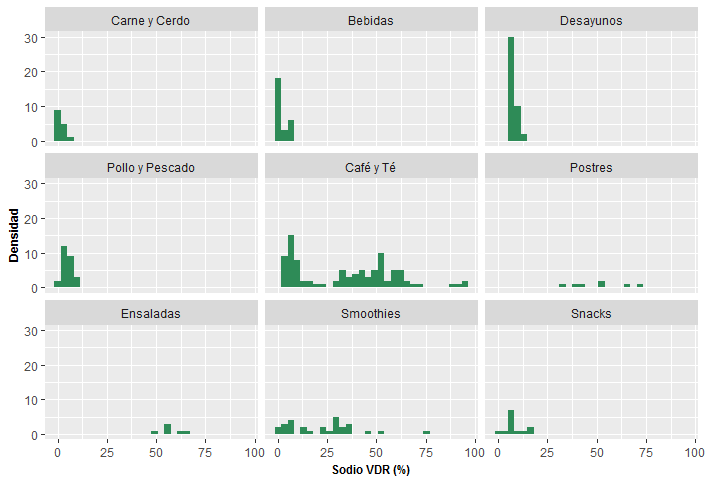 Carne y Cerdo
Bebidas
Desayunos
30
20
10
0
Pollo y Pescado
Café y Té
Postres
30
20
10
0
Densidad
Ensaladas
Smoothies
Snacks
30
20
10
0
0 25 50 75 100
0 25 50 75 100
0 25 50 75 100
Sodio VDR (%)